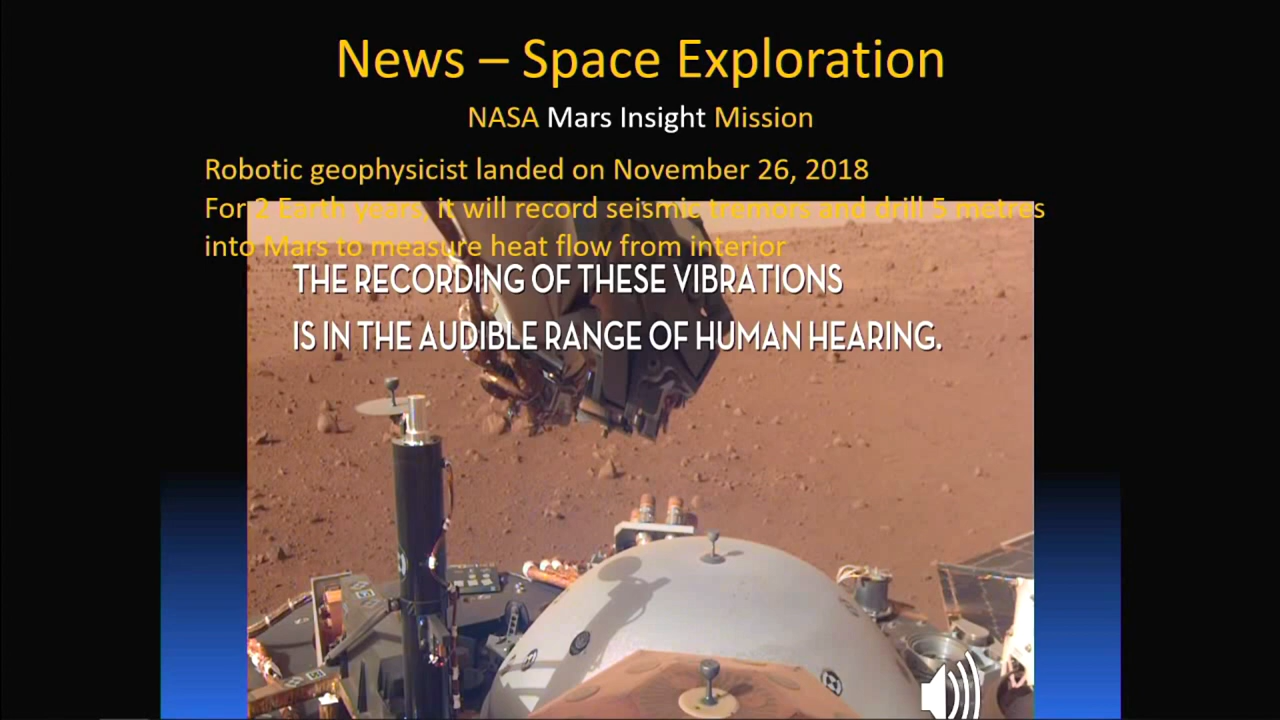 News – Space Exploration
NASA Mars Insight Mission
Robotic geophysicist landed on November 26, 2018
For 2 Earth years, it will record seismic tremors and drill 5 metres
into Mars to measure heat flow from interior
THE RECORDING OF THESE VIBRATIONS
IS IN THE AUDIBLE RANGE OF HUMAN HEARING.